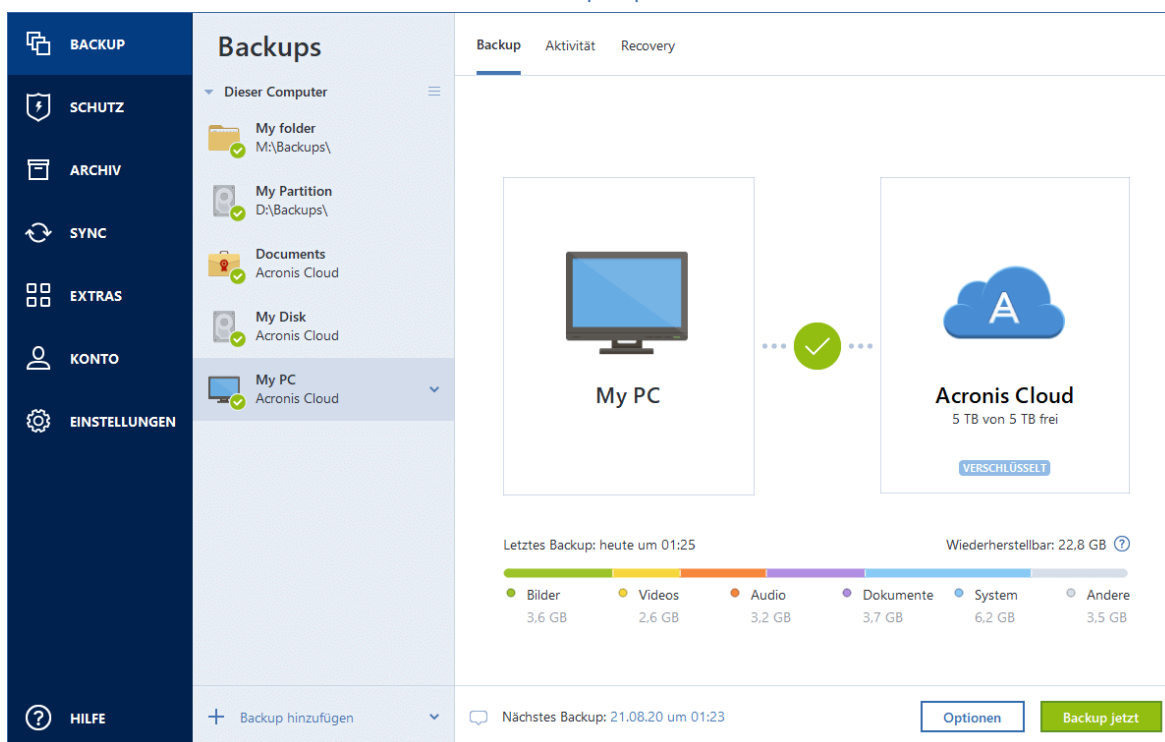 BACKUP
SCHUTZ
ARCHIV
SYNC
EXTRAS
KONTO
EINSTELLUNGEN
HILFE
Backups
Dieser Computer
My folder
M:\Backups\
My Partition
D:\Backups\
Documents
Acronis Cloud
My Disk
Acronis Cloud
My PC
Acronis Cloud
Backup hinzufügen
Backup Aktivität Recovery
My PC
A
Acronis Cloud
5 TB von 5 TB frei
VERSCHLÜSSELT
Letztes Backup: heute um 01:25 Wiederherstellbar: 22,8 GB ?
Bilder Videos Audio Dokumente System Andere
3,6 GB 2,6 GB 3,2 GB 3,7 GB 6,2 GB 3,5 GB
Nächstes Backup: 21.08.20 um 01:23 Optionen Backup jetzt